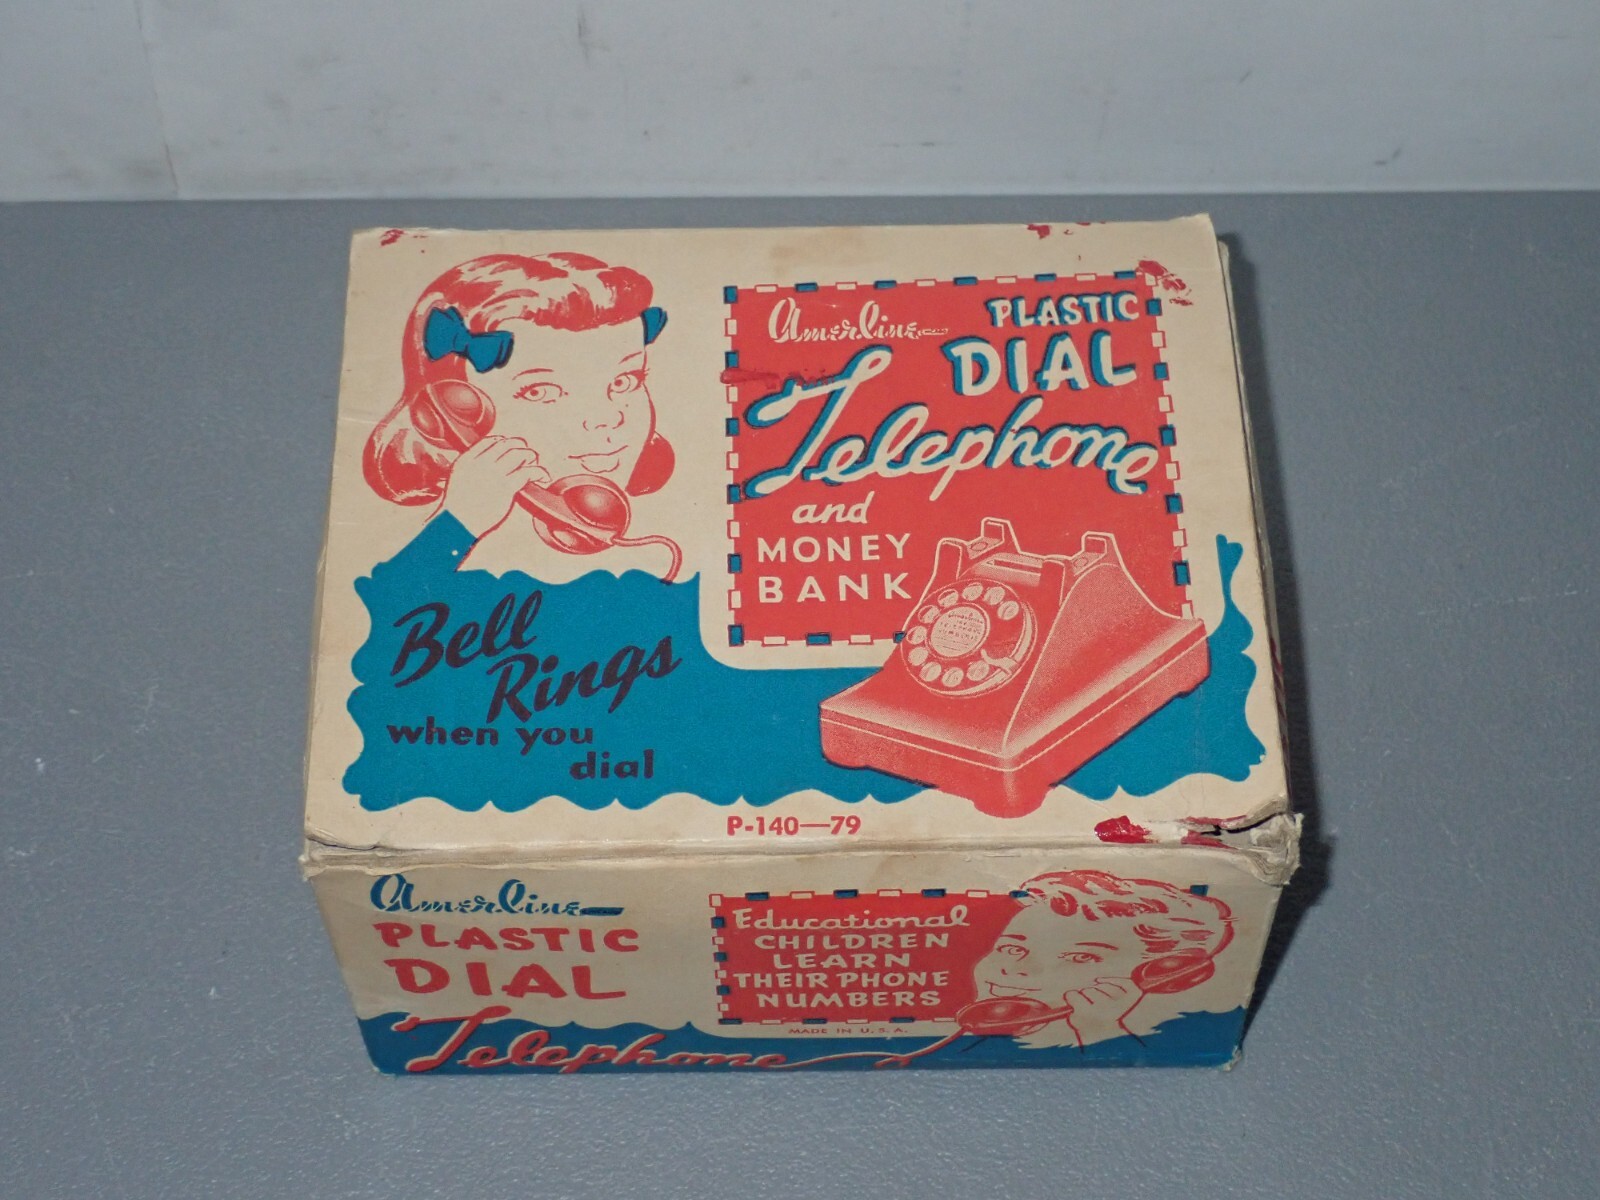 Amerline
PLASTIC
DIAL
Telephone
and
MONEY
BANK
Bell
Rings
when you
dial
P-140—79
Amerline
PLASTIC
DIAL
Telephone
Educational
CHILDREN
LEARN
THEIR PHONE
NUMBERS
MADE IN U.S.A.